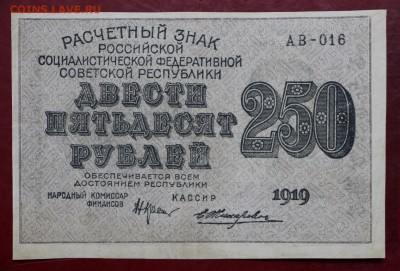 COINS.LAVE.RU
РАСЧЕТНЫЙ ЗНАК
РОССИЙСКОЙ
СОЦИАЛИСТИЧЕСКОЙ ФЕДЕРАТИВНОЙ
СОВЕТСКОЙ РЕСПУБЛИКИ
АВ-016
ДВЕСТИ
ПЯТЬДЕСЯТ
РУБЛЕЙ
250
ОБЕСПЕЧИВАЕТСЯ ВСЕМ
ДОСТОЯНИЕМ РЕСПУБЛИКИ
НАРОДНЫЙ КОМИССАР
ФИНАНСОВ
КАССИР
1919